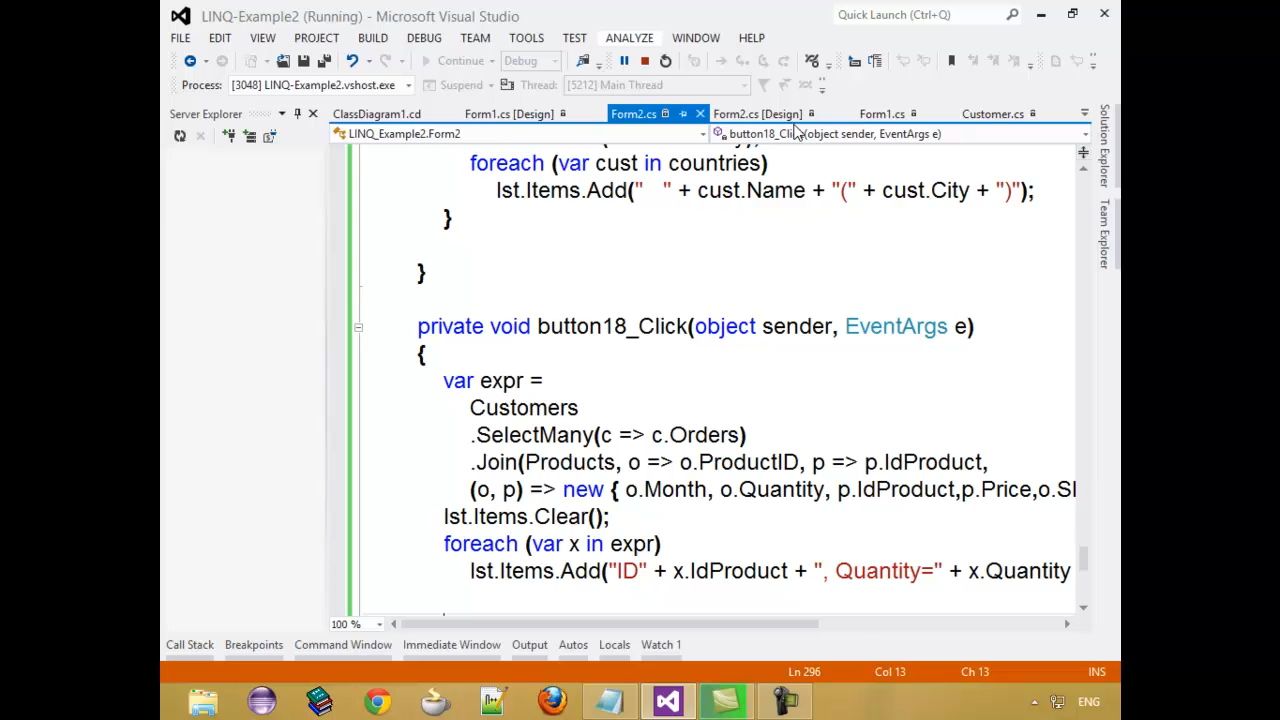 LINQ-Example2 (Running) - Microsoft Visual Studio
Quick Launch (Ctrl+Q)
FILE EDIT VIEW PROJECT BUILD DEBUG TEAM TOOLS TEST ANALYZE WINDOW HELP
Continue Debug
Process: [3048] LINQ-Example2.vshost.exe Suspend Thread: [5212] Main Thread
Server Explorer
ClassDiagram1.cd Form1.cs [Design] Form2.cs Form2.cs [Design] Form1.cs Customer.cs
LINQ_Example2.Form2
(object sender, EventArgs e)
foreach (var cust in countries)
lst.Items.Add("   " + cust.Name + "(" + cust.City + ")");
}
}
private void button18_Click(object sender, EventArgs e)
{
var expr =
Customers
.SelectMany(c => c.Orders)
.Join(Products, o => o.ProductID, p => p.IdProduct,
(o, p) => new { o.Month, o.Quantity, p.IdProduct,p.Price,o.
lst.Items.Clear();
foreach (var x in expr)
lst.Items.Add("ID" + x.IdProduct + ", Quantity=" + x.Quantity
100 %
Call Stack Breakpoints Command Window Immediate Window Output Autos Locals Watch 1
Ln 296 Col 13 Ch 13 INS
Solution Explorer
Team Explorer
ENG